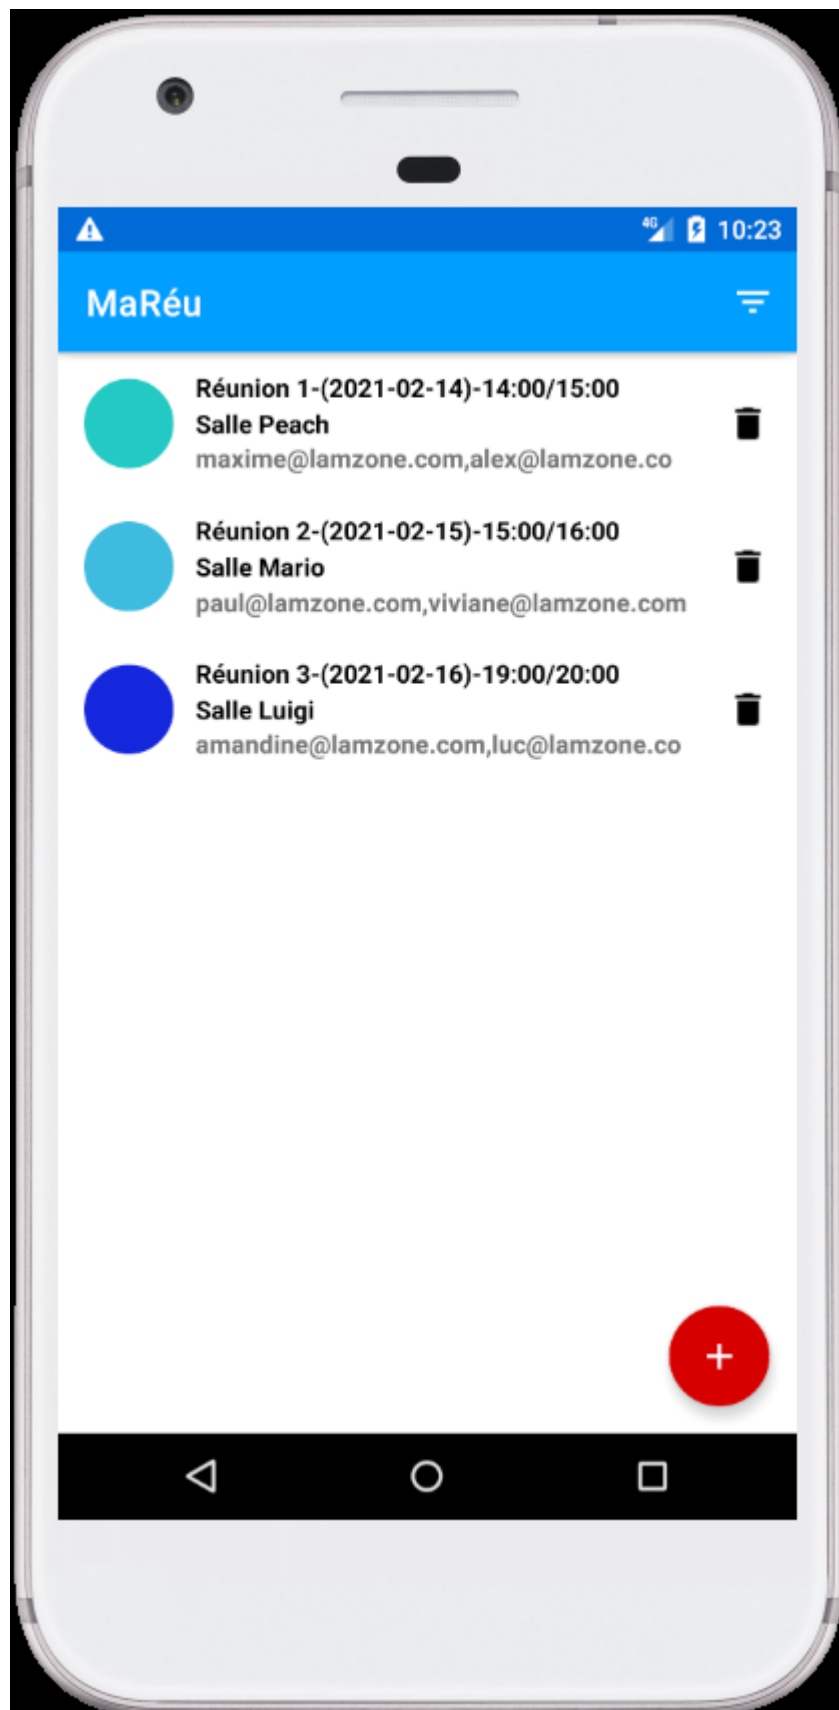 4G 10:23
MaRéu
Réunion 1-(2021-02-14)-14:00/15:00
Salle Peach
maxime@lamzone.com,alex@lamzone.co
Réunion 2-(2021-02-15)-15:00/16:00
Salle Mario
paul@lamzone.com,viviane@lamzone.com
Réunion 3-(2021-02-16)-19:00/20:00
Salle Luigi
amandine@lamzone.com,luc@lamzone.co